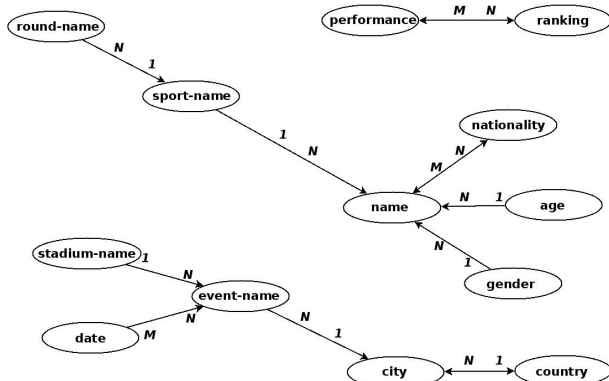 performance M N ranking
round-name
N
1
sport-name
1
N
nationality
N
M
name N 1 age
N
1
gender
stadium-name
1
N
event-name
N
M
date
N
1
city N 1 country